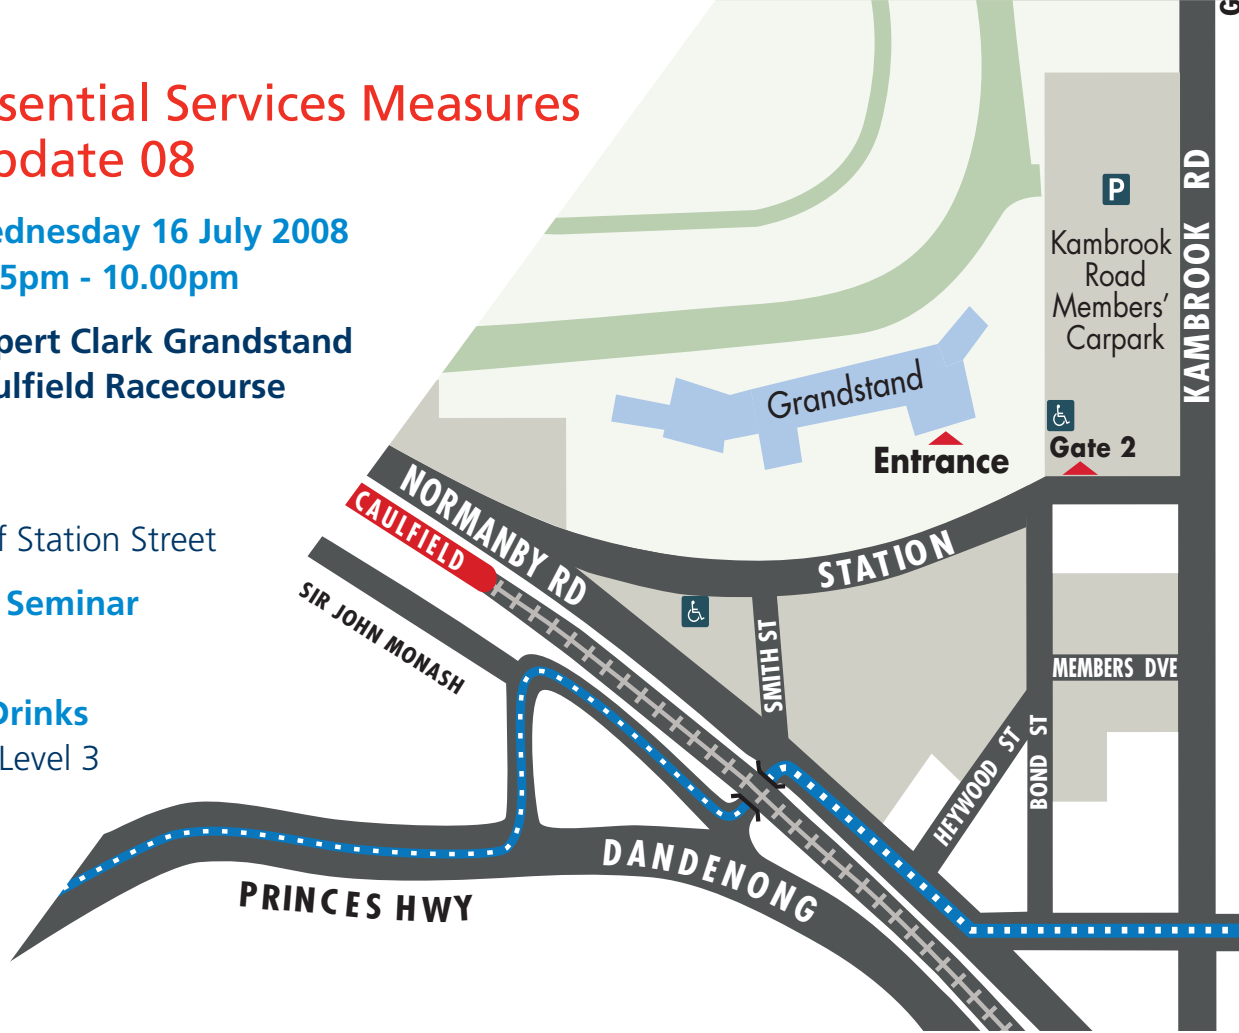 ssential Services Measures
pdate 08
ednesday 16 July 2008
5pm - 10.00pm
pert Clark Grandstand
ulfield Racecourse
f Station Street
Seminar
Drinks
Level 3
G
P
Kambrook
Road
Members'
Carpark
KAMBROOK RD
Grandstand
Entrance
Gate 2
NORMANBY RD
CAULFIELD
STATION
SIR JOHN MONASH
SMITH ST
MEMBERS DVE
HEYWOOD ST
BOND ST
DANDENONG
PRINCES HWY